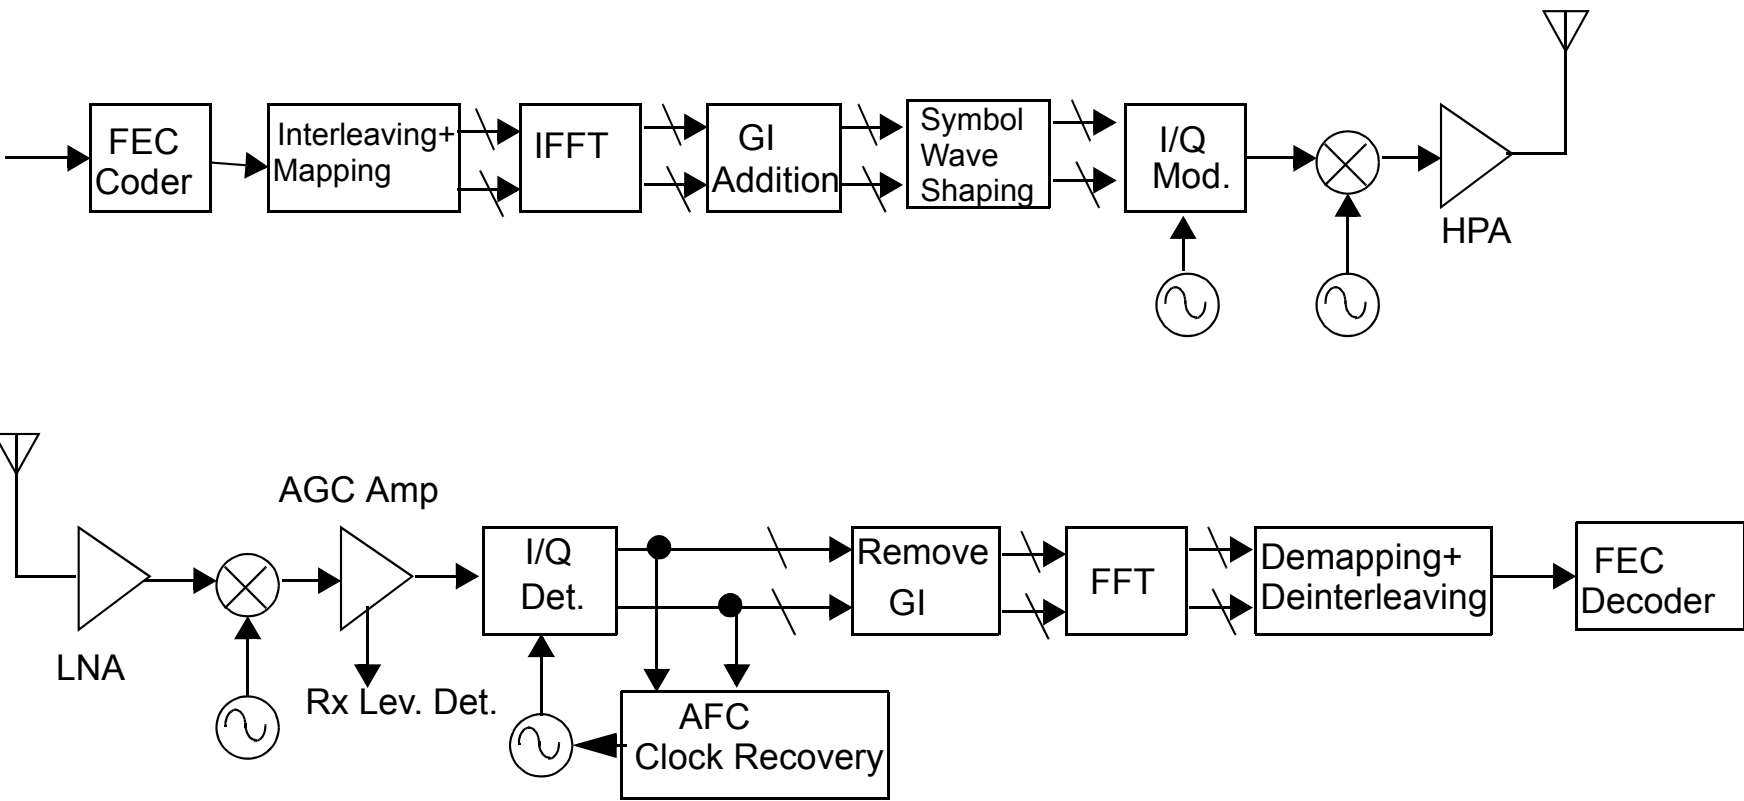 FEC
Coder
Interleaving+
Mapping
IFFT
GI
Addition
Symbol
Wave
Shaping
I/Q
Mod.
HPA
AGC Amp
LNA
Rx Lev. Det.
I/Q
Det.
AFC
Clock Recovery
Remove
GI
FFT
Demapping+
Deinterleaving
FEC
Decoder